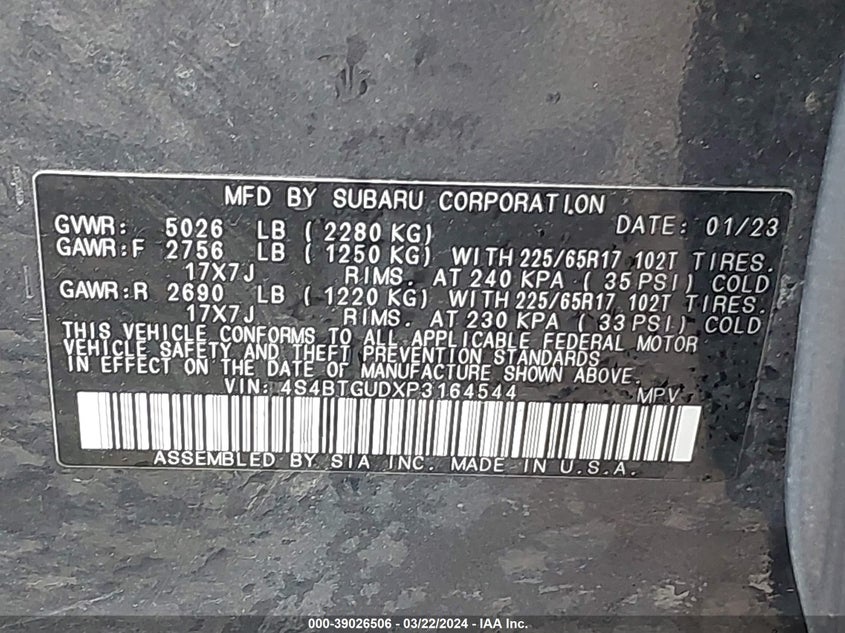 MFD BY SUBARU CORPORATION DATE: 01/23
GVWR: 5026 LB ( 2280 KG)
GAWR:F 2756 LB ( 1250 KG) WITH 225/65R17 102T TIRES.
17X7J RIMS. AT 240 KPA ( 35 PSI) COLD
GAWR:R 2690 LB ( 1220 KG) WITH 225/65R17 102T TIRES.
17X7J RIMS. AT 230 KPA ( 33 PSI) COLD
THIS VEHICLE CONFORMS TO ALL APPLICABLE FEDERAL MOTOR
VEHICLE SAFETY AND THEFT PREVENTION STANDARDS
IN EFFECT ON THE DATE OF MANUFACTURE SHOWN ABOVE.
VIN: 4S4BTGUDXP3164544 MPV
ASSEMBLED BY SIA INC. MADE IN U.S.A.
000-39026506 / 03/22/2024 - IAA Inc.